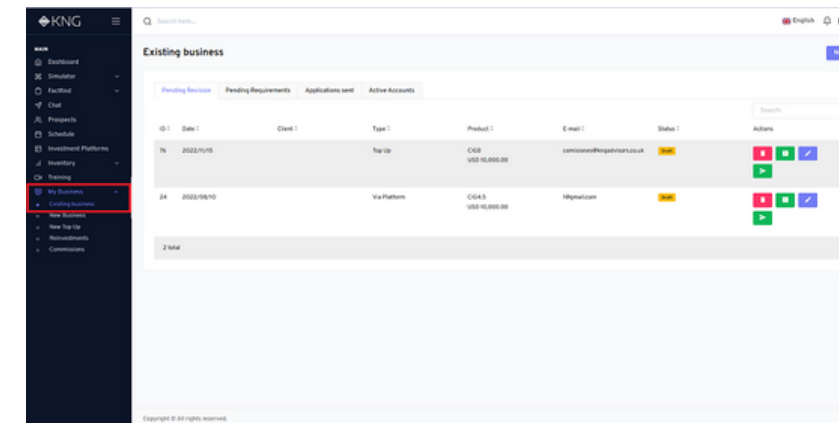 KNG
Search here...
English
MAIN
Dashboard
Simulator
Factfind
Chat
Prospects
Schedule
Investment Platforms
Inventory
Training
My Business
Existing business
New Business
New Top Up
Reinvestments
Commissions
Existing business
Pending Revision Pending Requirements Applications sent Active Accounts
Search
ID Date Client Type Product E-mail Status Actions
76 2022/11/15 Top Up CIG8 Draft
USD 10,000.00
24 2022/08/10 Via Platform CIG4.5 Draft
USD 10,000.00
2 total
Copyright © All rights reserved.